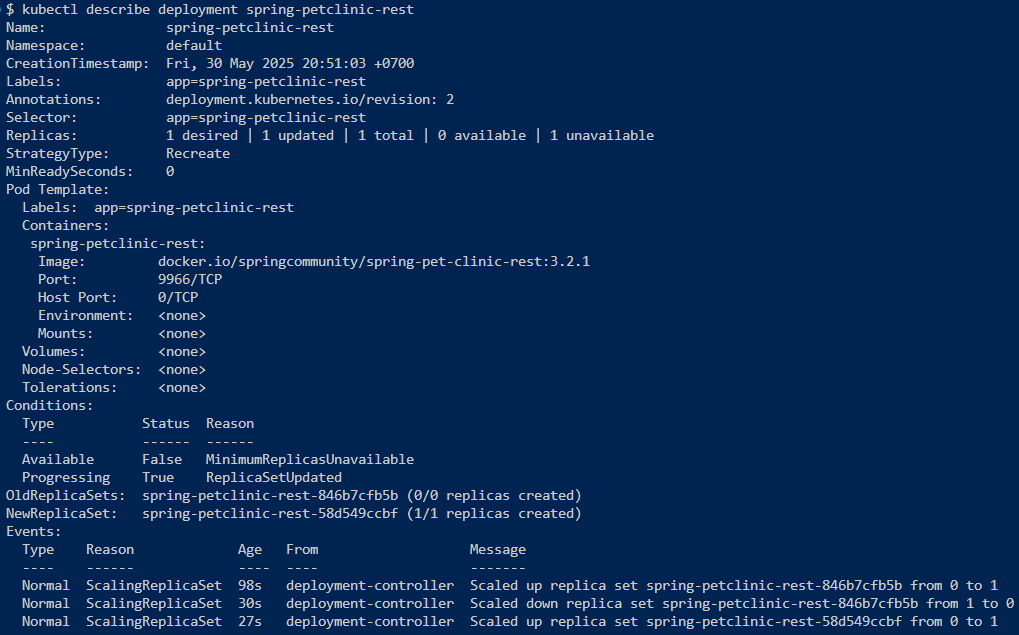 $ kubectl describe deployment spring-petclinic-rest
Name:                   spring-petclinic-rest
Namespace:              default
CreationTimestamp:  Fri, 30 May 2025 20:51:03 +0700
Labels:                 app=spring-petclinic-rest
Annotations:            deployment.kubernetes.io/revision: 2
Selector:               app=spring-petclinic-rest
Replicas:               1 desired | 1 updated | 1 total | 0 available | 1 unavailable
StrategyType:           Recreate
MinReadySeconds:        0
Pod Template:
  Labels:  app=spring-petclinic-rest
  Containers:
   spring-petclinic-rest:
    Image:         docker.io/springcommunity/spring-pet-clinic-rest:3.2.1
    Port:          9966/TCP
    Host Port:     0/TCP
    Environment:   <none>
    Mounts:        <none>
  Volumes:         <none>
  Node-Selectors:  <none>
  Tolerations:     <none>
Conditions:
  Type           Status  Reason
  ----           ------  ------
  Available      False   MinimumReplicasUnavailable
  Progressing    True    ReplicaSetUpdated
OldReplicaSets:  spring-petclinic-rest-846b7cfb5b (0/0 replicas created)
NewReplicaSet:   spring-petclinic-rest-58d549ccbf (1/1 replicas created)
Events:
  Type    Reason             Age   From                   Message
  ----    ------             ----  ----                   -------
  Normal  ScalingReplicaSet  98s   deployment-controller  Scaled up replica set spring-petclinic-rest-846b7cfb5b from 0 to 1
  Normal  ScalingReplicaSet  30s   deployment-controller  Scaled down replica set spring-petclinic-rest-846b7cfb5b from 1 to 0
  Normal  ScalingReplicaSet  27s   deployment-controller  Scaled up replica set spring-petclinic-rest-58d549ccbf from 0 to 1